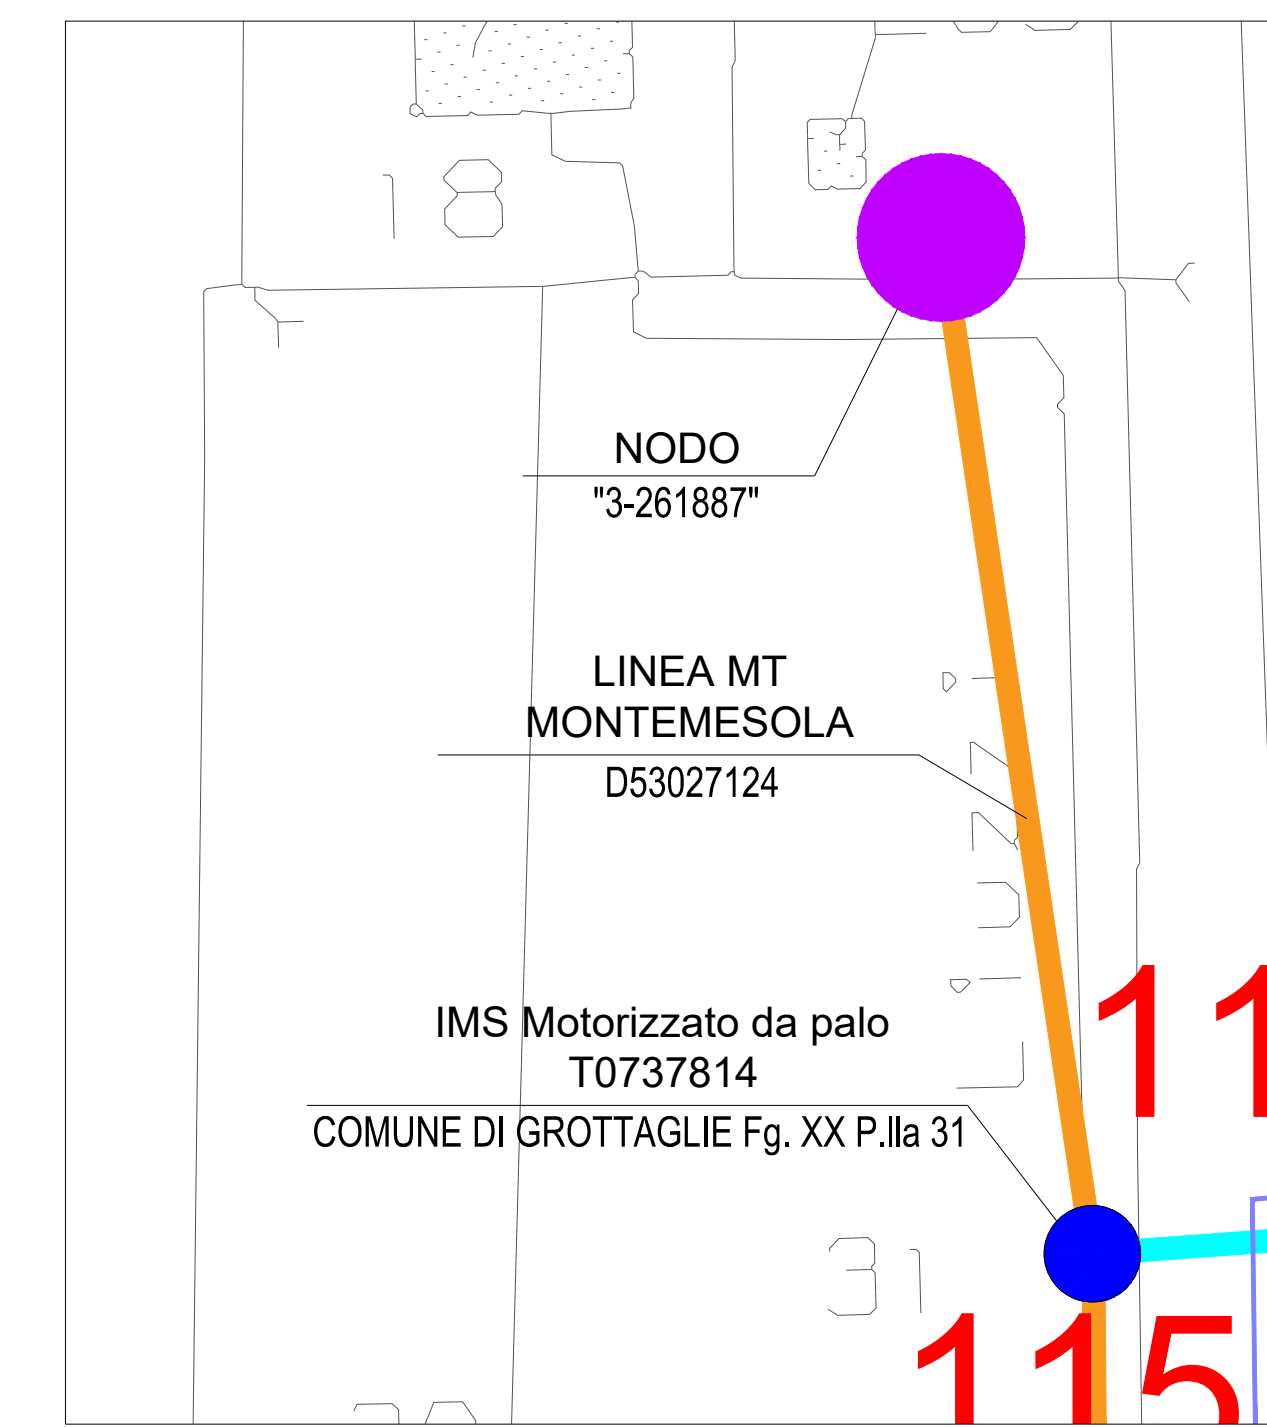 18
NODO
"3-261887"
LINEA MT
MONTEMESOLA
D53027124
IMS Motorizzato da palo
T0737814
COMUNE DI GROTTAGLIE Fg. XX P.lla 31
11
31
115